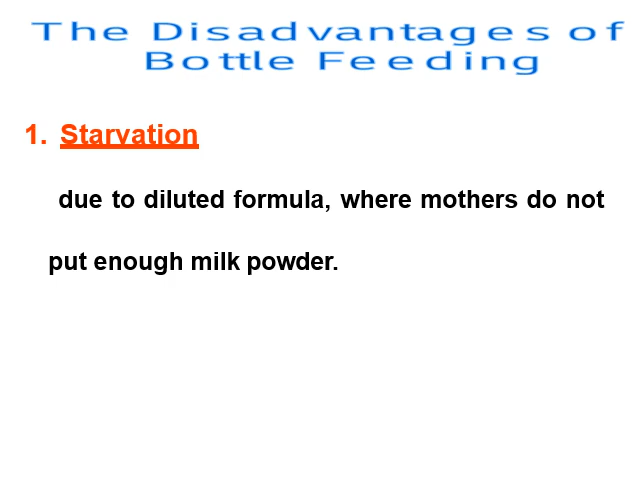 The Disadvantages of
Bottle Feeding
1. Starvation
due to diluted formula, where mothers do not
put enough milk powder.